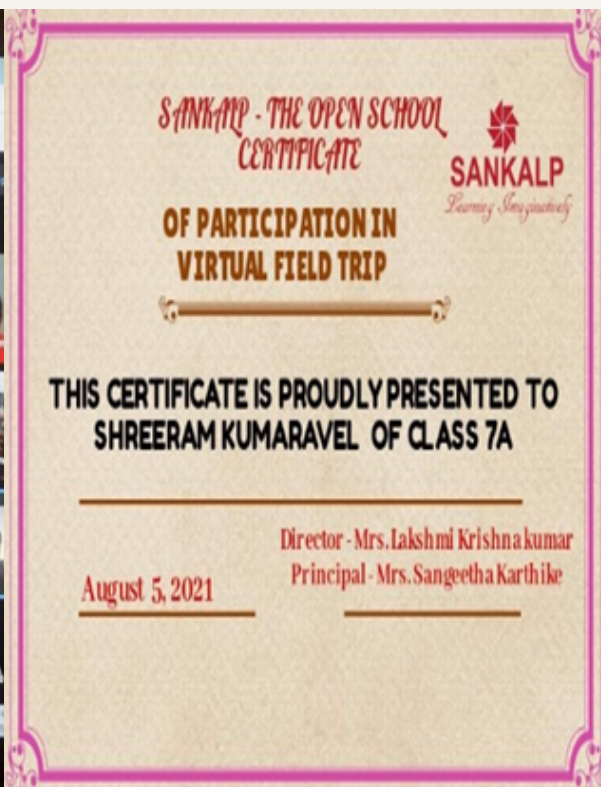 SANKALP - THE OPEN SCHOOL
CERTIFICATE
SANKALP
Learning Imaginatively
OF PARTICIPATION IN
VIRTUAL FIELD TRIP
THIS CERTIFICATE IS PROUDLY PRESENTED TO
SHREERAM KUMARAVEL OF CLASS 7A
Director - Mrs. Lakshmi Krishnakumar
Principal - Mrs. Sangeetha Karthike
August 5, 2021